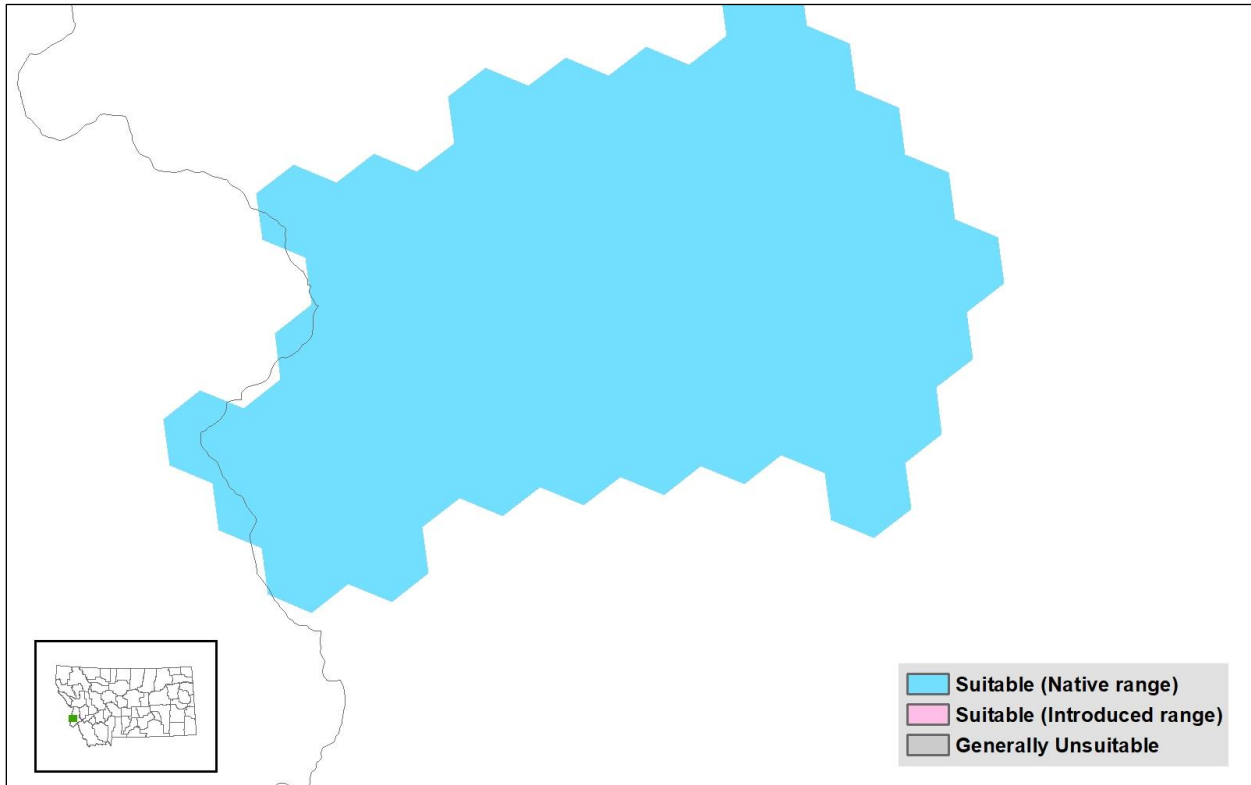 Suitable (Native range)
Suitable (Introduced range)
Generally Unsuitable